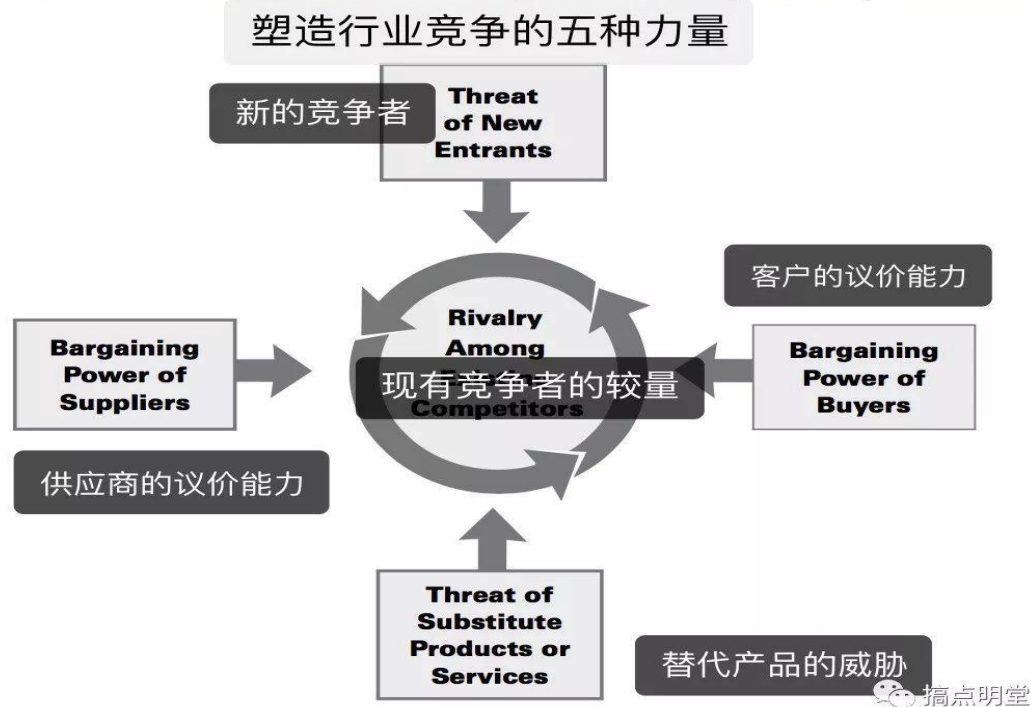 塑造行业竞争的五种力量
新的竞争者
Threat
of New
Entrants
客户的议价能力
Rivalry
Among
现有竞争者的较量
Competitors
Bargaining
Power of
Suppliers
Bargaining
Power of
Buyers
供应商的议价能力
Threat of
Substitute
Products or
Services
替代产品的威胁
搞点明堂